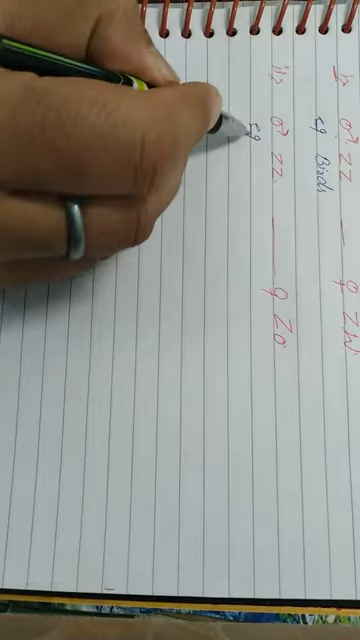 i) ♂ ZZ — ♀ ZW
eg Birds
ii) ♂ ZZ. — ♀ ZO
Eg